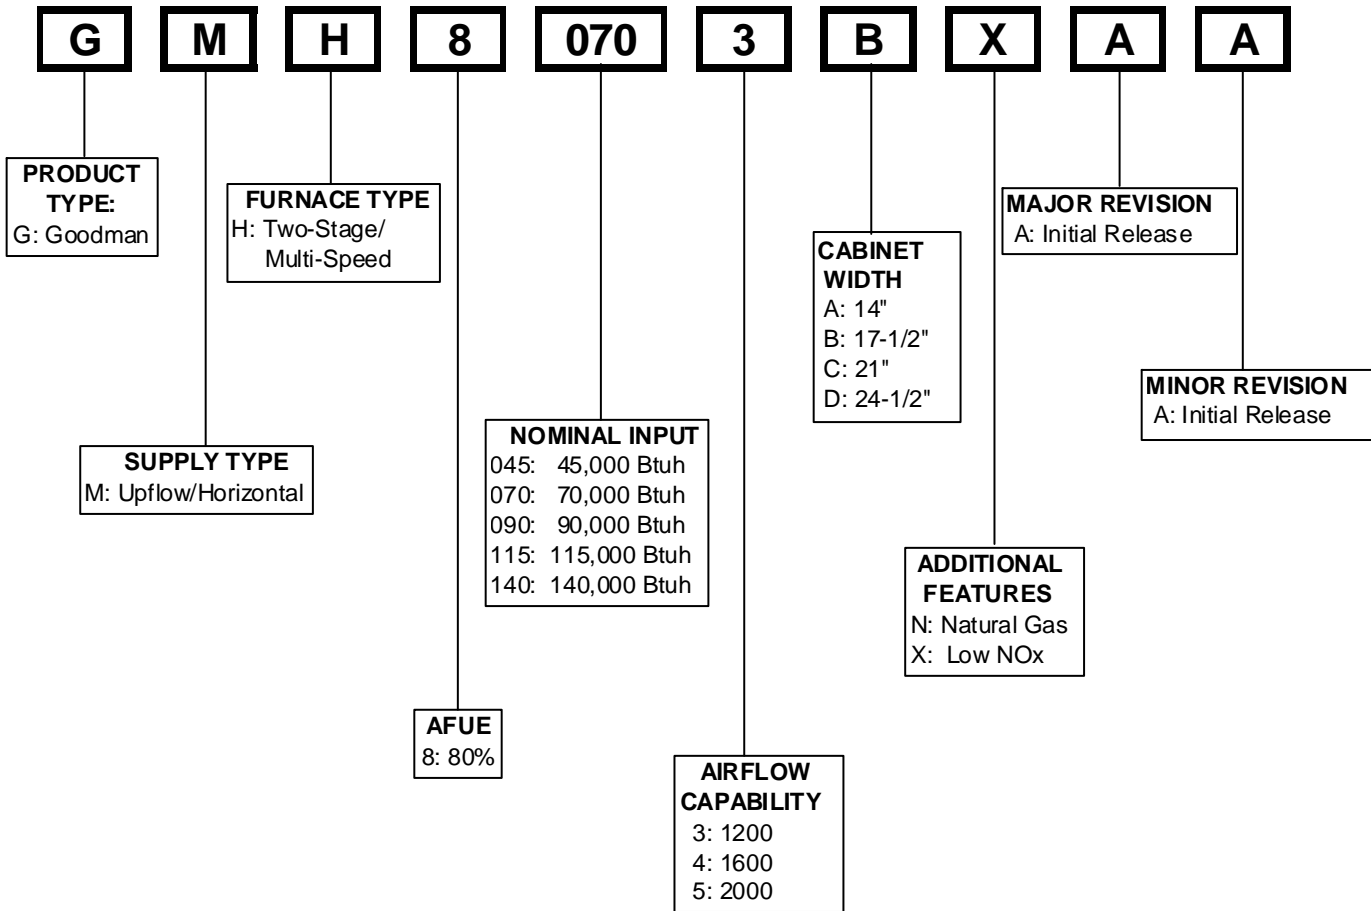 G M H 8 070 3 B X A A
PRODUCT
TYPE:
G: Goodman
FURNACE TYPE
H: Two-Stage/
Multi-Speed
MAJOR REVISION
A: Initial Release
CABINET
WIDTH
A: 14"
B: 17-1/2"
C: 21"
D: 24-1/2"
MINOR REVISION
A: Initial Release
SUPPLY TYPE
M: Upflow/Horizontal
NOMINAL INPUT
045: 45,000 Btuh
070: 70,000 Btuh
090: 90,000 Btuh
115: 115,000 Btuh
140: 140,000 Btuh
ADDITIONAL
FEATURES
N: Natural Gas
X: Low NOx
AFUE
8: 80%
AIRFLOW
CAPABILITY
3: 1200
4: 1600
5: 2000